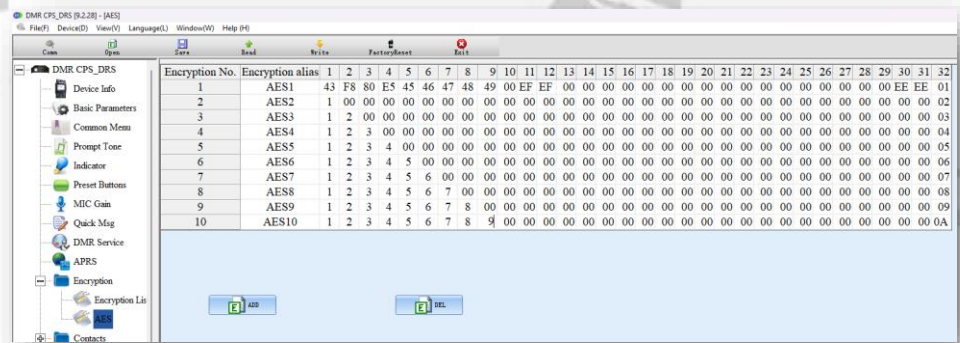 DMR CPS_DRS [9.2.28] - [AES]
File(F) Device(D) View(V) Language(L) Window(W) Help (H)
Conn Open Save Read Write FactoryReset Exit
DMR CPS_DRS
Device Info
Basic Parameters
Common Menu
Prompt Tone
Indicator
Preset Buttons
MIC Gain
Quick Msg
DMR Service
APRS
Encryption
Encryption Lis
AES
Contacts
Encryption No. Encryption alias 1 2 3 4 5 6 7 8 9 10 11 12 13 14 15 16 17 18 19 20 21 22 23 24 25 26 27 28 29 30 31 32
1 AES1 43 F8 80 E5 45 46 47 48 49 00 EF EF 00 00 00 00 00 00 00 00 00 00 00 00 00 00 00 00 00 EE EE 01
2 AES2 1 00 00 00 00 00 00 00 00 00 00 00 00 00 00 00 00 00 00 00 00 00 00 00 00 00 00 00 00 00 00 02
3 AES3 1 2 00 00 00 00 00 00 00 00 00 00 00 00 00 00 00 00 00 00 00 00 00 00 00 00 00 00 00 00 00 03
4 AES4 1 2 3 00 00 00 00 00 00 00 00 00 00 00 00 00 00 00 00 00 00 00 00 00 00 00 00 00 00 00 00 04
5 AES5 1 2 3 4 00 00 00 00 00 00 00 00 00 00 00 00 00 00 00 00 00 00 00 00 00 00 00 00 00 00 00 05
6 AES6 1 2 3 4 5 00 00 00 00 00 00 00 00 00 00 00 00 00 00 00 00 00 00 00 00 00 00 00 00 00 00 06
7 AES7 1 2 3 4 5 6 00 00 00 00 00 00 00 00 00 00 00 00 00 00 00 00 00 00 00 00 00 00 00 00 00 07
8 AES8 1 2 3 4 5 6 7 00 00 00 00 00 00 00 00 00 00 00 00 00 00 00 00 00 00 00 00 00 00 00 00 08
9 AES9 1 2 3 4 5 6 7 8 00 00 00 00 00 00 00 00 00 00 00 00 00 00 00 00 00 00 00 00 00 00 00 09
10 AES10 1 2 3 4 5 6 7 8 9 00 00 00 00 00 00 00 00 00 00 00 00 00 00 00 00 00 00 00 00 00 00 0A
ADD DEL